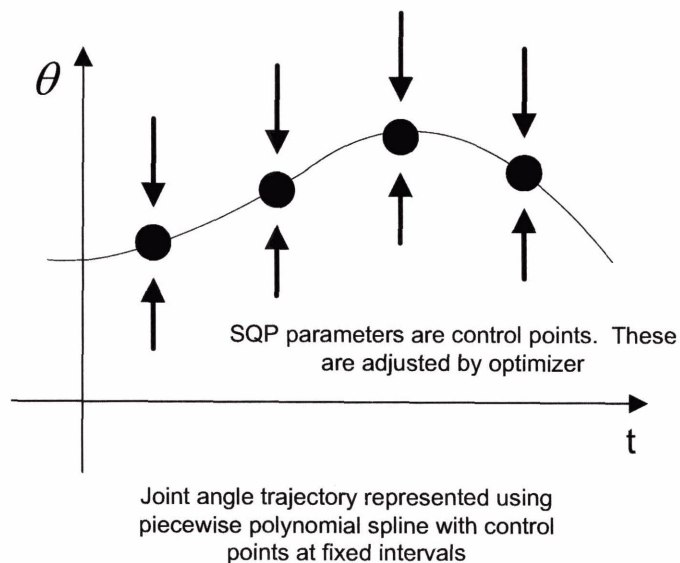 θ
SQP parameters are control points. These
are adjusted by optimizer
t
Joint angle trajectory represented using
piecewise polynomial spline with control
points at fixed intervals